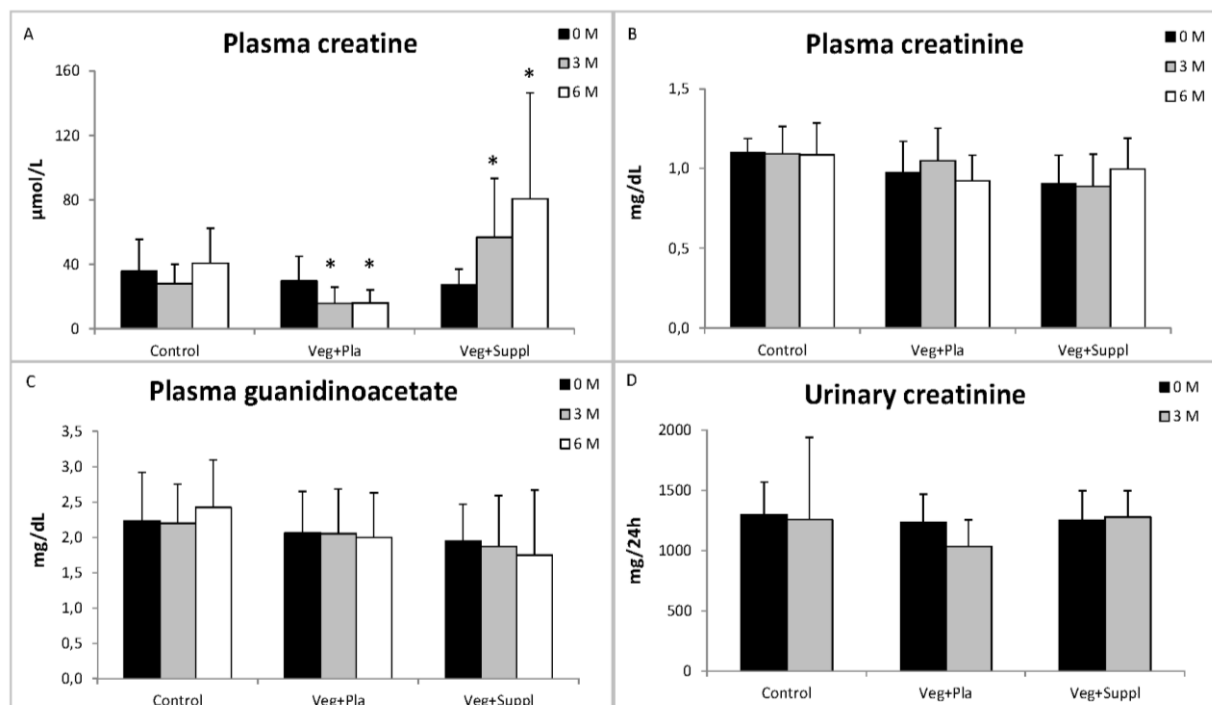 A
Plasma creatine
0 M
3 M
6 M
160
120
80
40
0
µmol/L
*
*
*
*
Control
Veg+Pla
Veg+Suppl
B
Plasma creatinine
0 M
3 M
6 M
1,5
1,0
0,5
0,0
mg/dL
Control
Veg+Pla
Veg+Suppl
C
Plasma guanidinoacetate
0 M
3 M
6 M
3,5
3,0
2,5
2,0
1,5
1,0
0,5
0,0
mg/dL
Control
Veg+Pla
Veg+Suppl
D
Urinary creatinine
0 M
3 M
2000
1500
1000
500
0
mg/24h
Control
Veg+Pla
Veg+Suppl